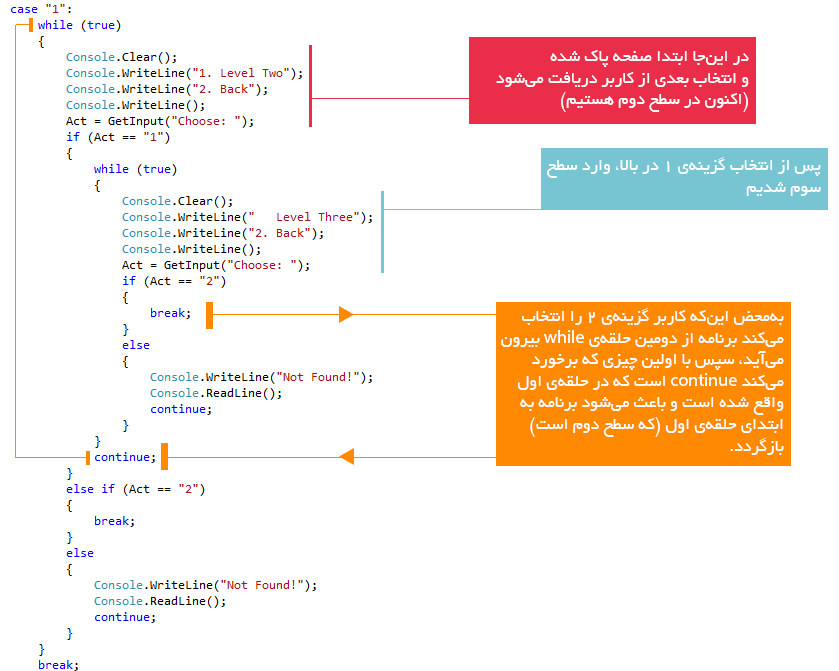 case "1":
while (true)
{
Console.Clear();
Console.WriteLine("1. Level Two");
Console.WriteLine("2. Back");
Console.WriteLine();
Act = GetInput("Choose: ");
if (Act == "1")
{
while (true)
{
Console.Clear();
Console.WriteLine("   Level Three");
Console.WriteLine("2. Back");
Console.WriteLine();
Act = GetInput("Choose: ");
if (Act == "2")
{
break;
}
else
{
Console.WriteLine("Not Found!");
Console.ReadLine();
continue;
}
}
continue;
}
else if (Act == "2")
{
break;
}
else
{
Console.WriteLine("Not Found!");
Console.ReadLine();
continue;
}
}
break;
در این‌جا ابتدا صفحه پاک شده
و انتخاب بعدی از کاربر دریافت می‌شود
(اکنون در سطح دوم هستیم)
پس از انتخاب گزینه‌ی ۱ در بالا، وارد سطح
سوم شدیم
به‌محض این‌که کاربر گزینه‌ی ۲ را انتخاب
می‌کند برنامه از دومین حلقه‌ی while بیرون
می‌آید، سپس با اولین چیزی که برخورد
می‌کند continue است که در حلقه‌ی اول
واقع شده است و باعث می‌شود برنامه به
ابتدای حلقه‌ی اول (که سطح دوم است)
بازگردد.